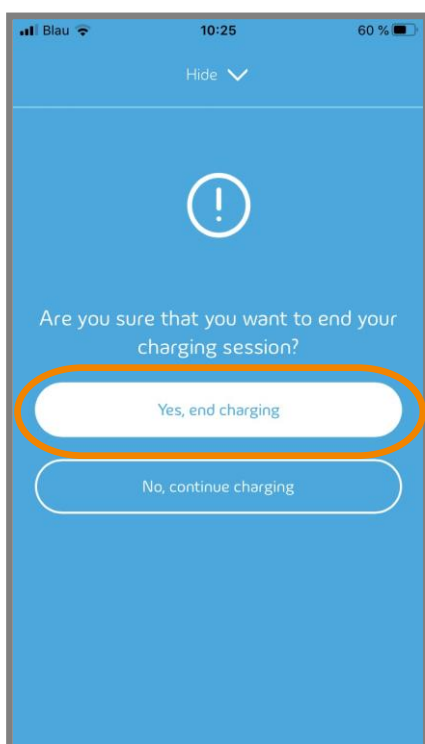 Blau 10:25 60 %
Hide
Are you sure that you want to end your
charging session?
Yes, end charging
No, continue charging